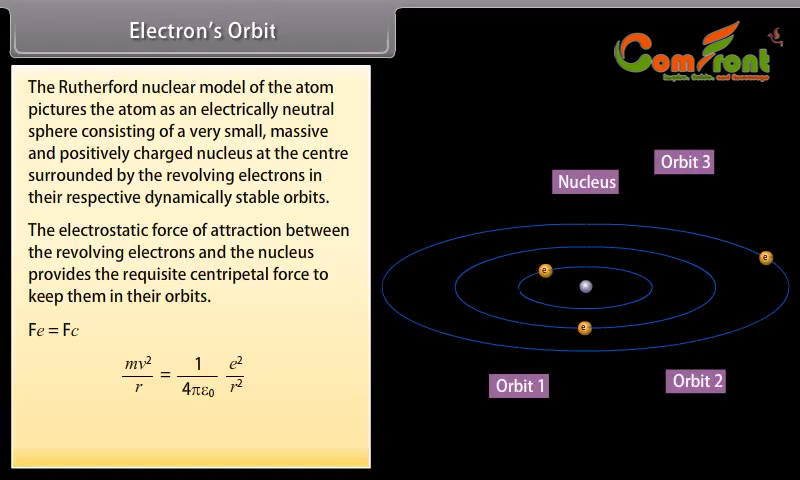 Electron's Orbit
ComFront
Inspire, Guide, and Encourage
The Rutherford nuclear model of the atom
pictures the atom as an electrically neutral
sphere consisting of a very small, massive
and positively charged nucleus at the centre
surrounded by the revolving electrons in
their respective dynamically stable orbits.
The electrostatic force of attraction between
the revolving electrons and the nucleus
provides the requisite centripetal force to
keep them in their orbits.
Fe = Fc
mv²/r = 1/4πε₀ e²/r²
Orbit 3
Nucleus
e⁻
e⁻
e⁻
Orbit 1
Orbit 2